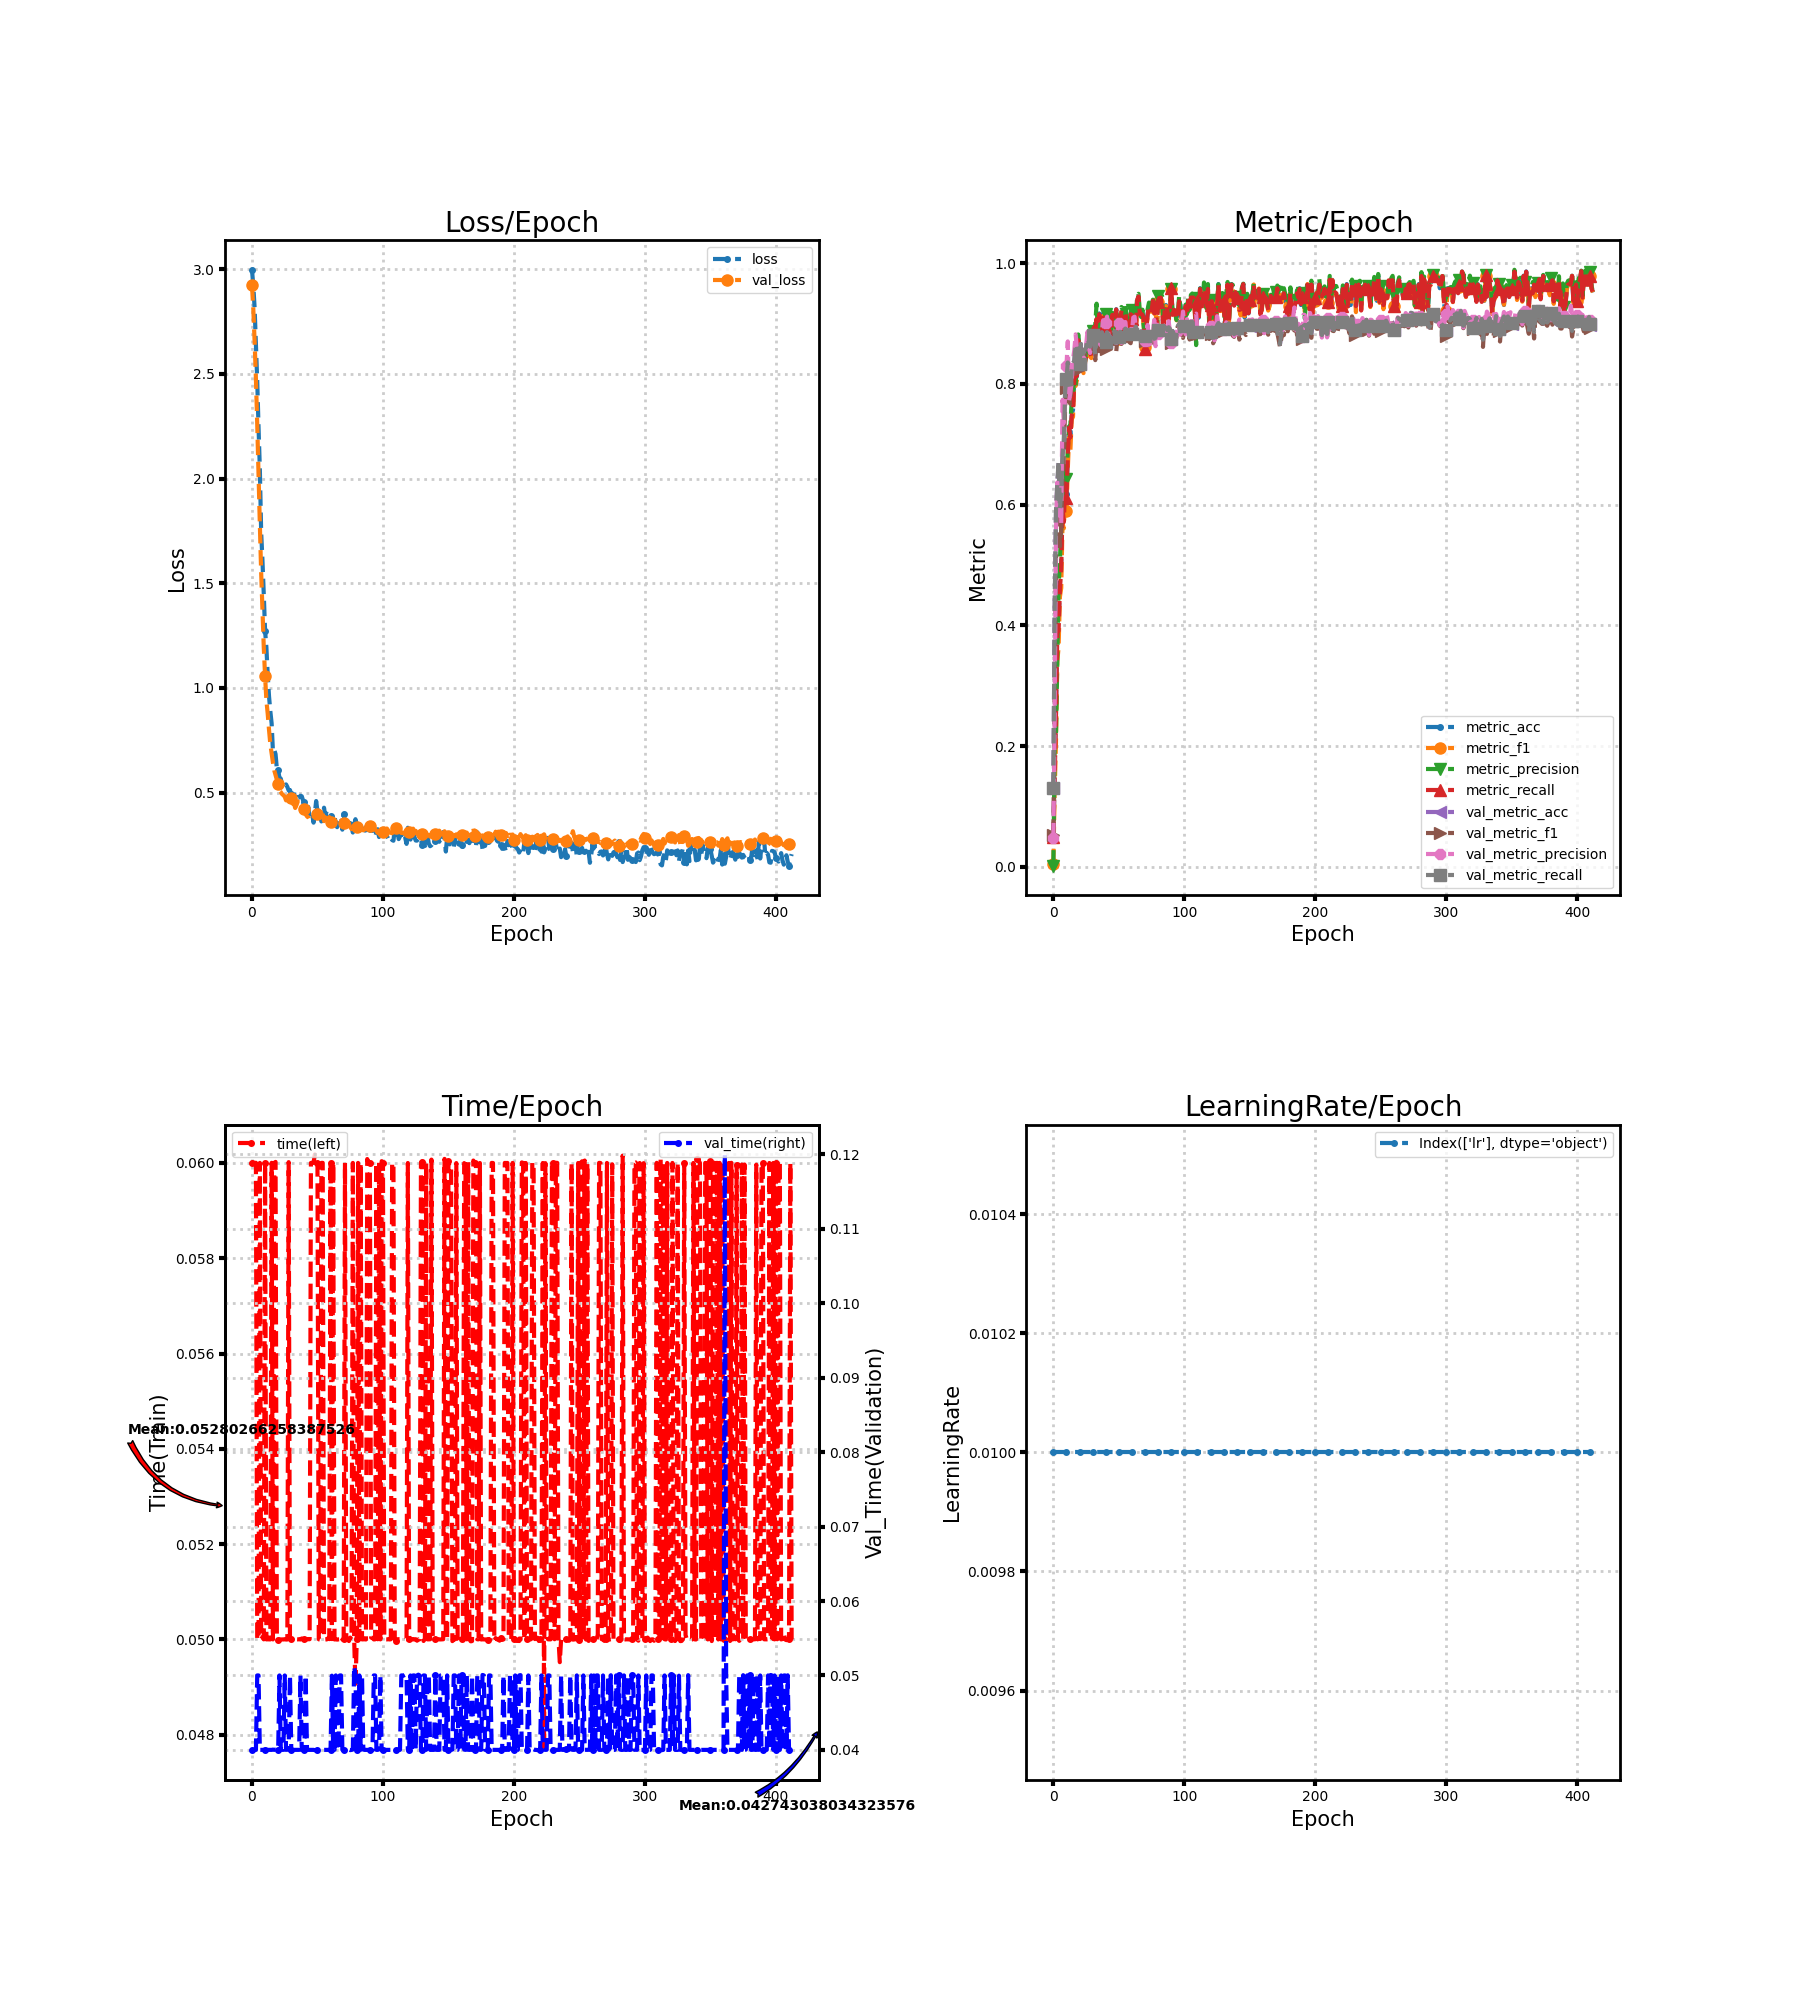 Loss/Epoch
loss
val_loss
3.0
2.5
2.0
1.5
1.0
0.5
Loss
0
100
200
300
400
Epoch
Metric/Epoch
1.0
0.8
0.6
0.4
0.2
0.0
Metric
metric_acc
metric_f1
metric_precision
metric_recall
val_metric_acc
val_metric_f1
val_metric_precision
val_metric_recall
0
100
200
300
400
Epoch
Time/Epoch
time(left)
val_time(right)
0.060
0.058
0.056
0.054
0.052
0.050
0.048
Time(Train)
Mean:0.05280266258387526
0.12
0.11
0.10
0.09
0.08
0.07
0.06
0.05
0.04
Val_Time(Validation)
0
100
200
300
400
Mean:0.042743038034323576
Epoch
LearningRate/Epoch
Index(['lr'], dtype='object')
0.0104
0.0102
0.0100
0.0098
0.0096
LearningRate
0
100
200
300
400
Epoch